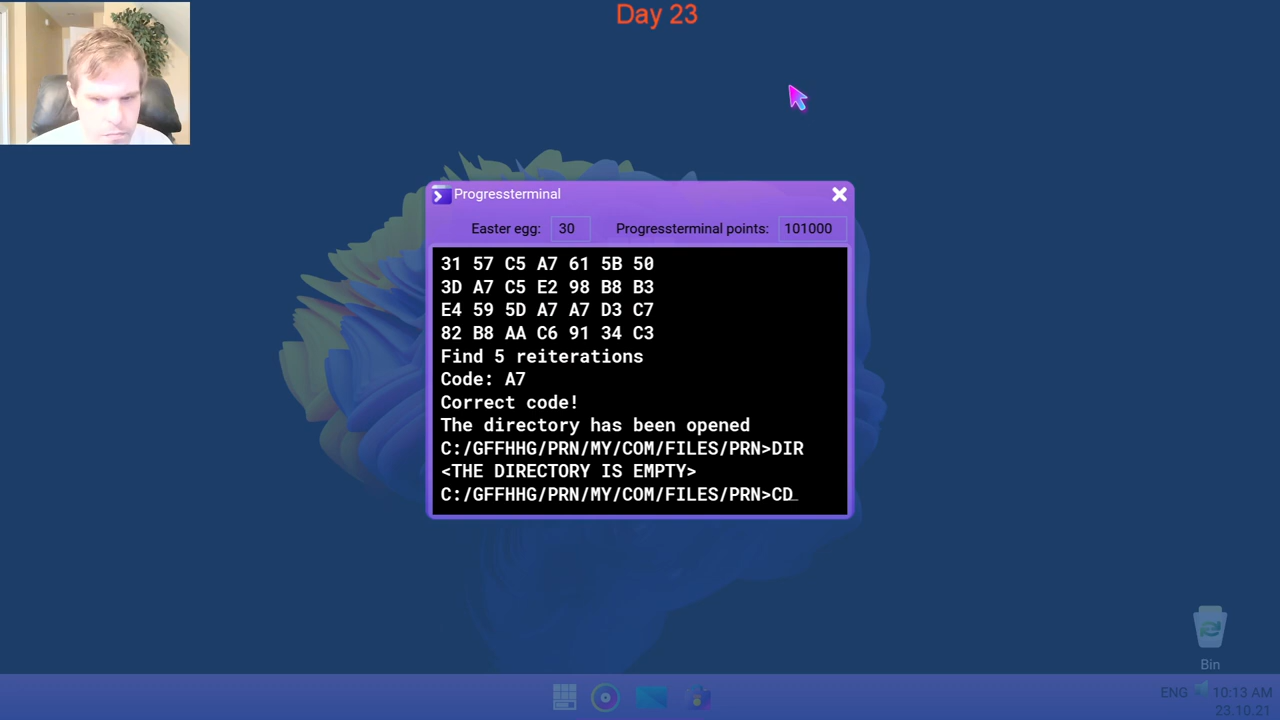 Day 23
Progressterminal
Easter egg: 30 Progressterminal points: 101000
31 57 C5 A7 61 5B 50
3D A7 C5 E2 98 B8 B3
E4 59 5D A7 A7 D3 C7
82 B8 AA C6 91 34 C3
Find 5 reiterations
Code: A7
Correct code!
The directory has been opened
C:/GFFHHG/PRN/MY/COM/FILES/PRN>DIR
<THE DIRECTORY IS EMPTY>
C:/GFFHHG/PRN/MY/COM/FILES/PRN>CD_
Bin
ENG 10:13 AM
23.10.21